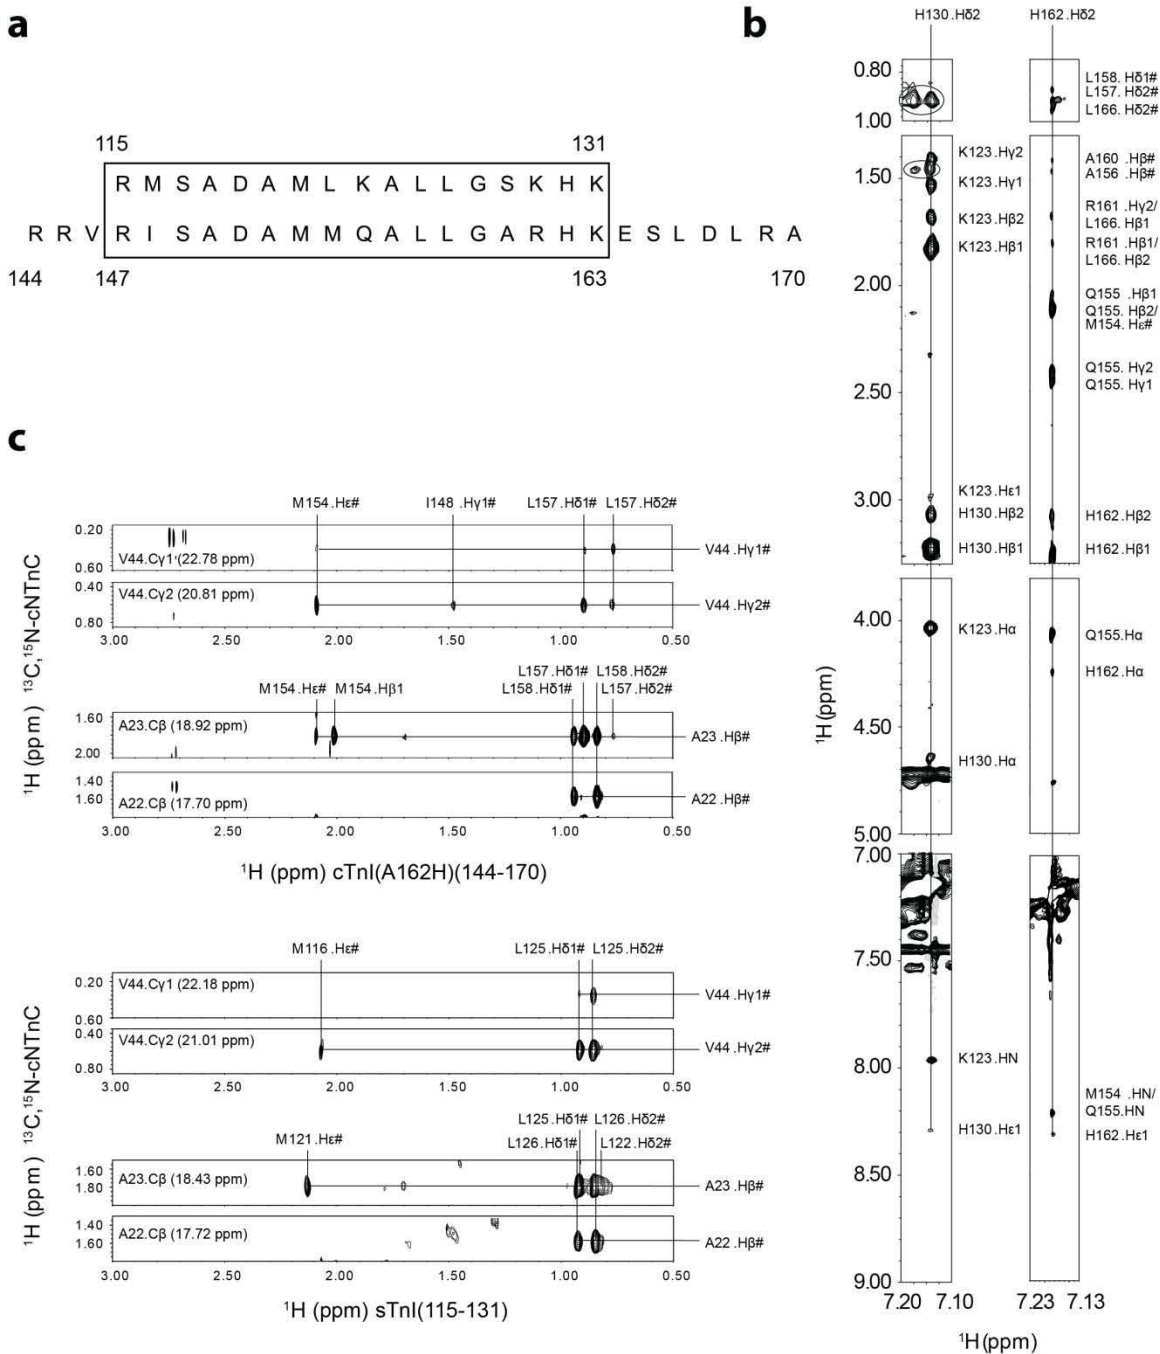 a
115 131
R M S A D A M L K A L L G S K H K
R R V R I S A D A M M Q A L L G A R H K E S L D L R A
144 147 163 170
b
H130.Hδ2 H162.Hδ2
0.80
1.00
1.50
2.00
2.50
3.00
4.00
4.50
5.00
7.00
7.50
8.00
8.50
9.00
¹H (ppm)
K123.Hγ2
K123.Hγ1
K123.Hβ2
K123.Hβ1
K123.Hε1
H130.Hβ2
H130.Hβ1
K123.Hα
H130.Hα
K123.HN
H130.Hε1
L158. Hδ1#
L157. Hδ2#
L166. Hδ2#
A160 .Hβ#
A156 .Hβ#
R161 .Hγ2/
L166. Hβ1
R161 .Hβ1/
L166. Hβ2
Q155 .Hβ1
Q155. Hβ2/
M154. Hε#
Q155. Hγ2
Q155. Hγ1
H162.Hβ2
H162.Hβ1
Q155.Hα
H162.Hα
M154 .HN/
Q155.HN
H162.Hε1
7.20 7.10 7.23 7.13
¹H (ppm)
c
M154.Hε# I148 .Hγ1# L157.Hδ1# L157.Hδ2#
0.20
0.60
V44.Cγ1 (22.78 ppm)
V44 .Hγ1#
0.40
0.80
V44.Cγ2 (20.81 ppm)
V44 .Hγ2#
3.00 2.50 2.00 1.50 1.00 0.50
L157.Hδ1# L158.Hδ2#
M154.Hε# M154.Hβ1 L158.Hδ1# L157.Hδ2#
1.60
2.00
A23.Cβ (18.92 ppm)
A23 .Hβ#
1.40
1.60
A22.Cβ (17.70 ppm)
A22 .Hβ#
3.00 2.50 2.00 1.50 1.00 0.50
¹H (ppm) cTnI(A162H)(144-170)
¹H (ppm) ¹³C,¹⁵N-cNTnC
M116.Hε# L125.Hδ1# L125.Hδ2#
0.20
0.60
V44.Cγ1 (22.18 ppm)
V44 .Hγ1#
0.40
0.80
V44.Cγ2 (21.01 ppm)
V44 .Hγ2#
3.00 2.50 2.00 1.50 1.00 0.50
L125.Hδ1# L126.Hδ2#
M121.Hε# L126.Hδ1# L122.Hδ2#
1.60
1.80
A23.Cβ (18.43 ppm)
A23 .Hβ#
1.40
1.60
A22.Cβ (17.72 ppm)
A22 .Hβ#
3.00 2.50 2.00 1.50 1.00 0.50
¹H (ppm) sTnI(115-131)
¹H (ppm) ¹³C,¹⁵N-cNTnC